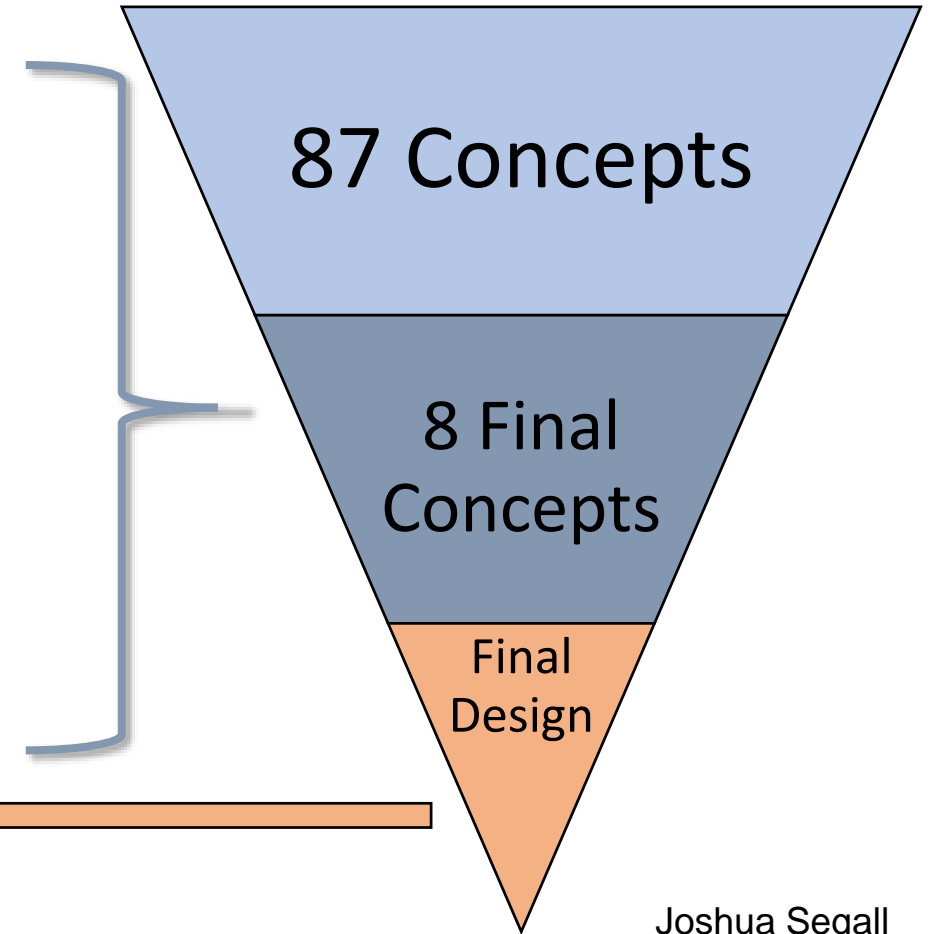 87 Concepts
8 Final
Concepts
Final
Design
Joshua Segall